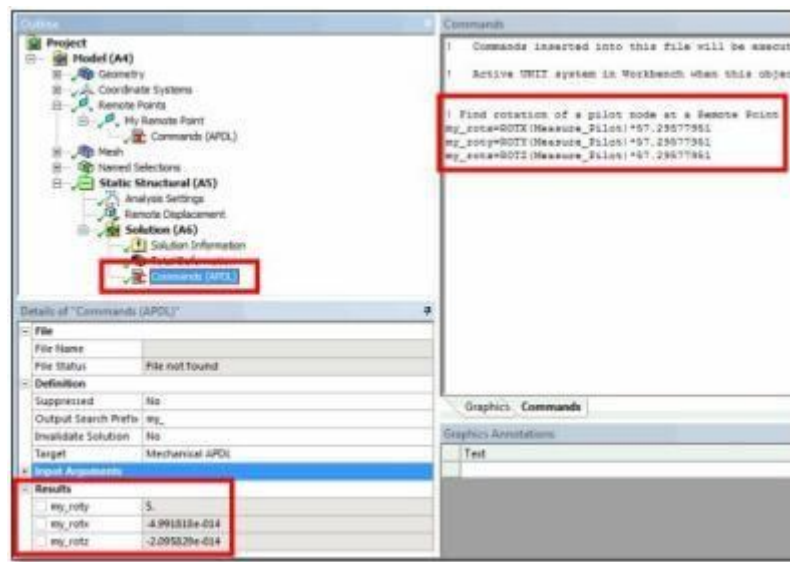 Outline
Project
Model (A4)
Geometry
Coordinate Systems
Remote Points
My Remote Point
Commands (APDL)
Mesh
Named Selections
Static Structural (A5)
Analysis Settings
Remote Displacement
Solution (A6)
Solution Information
Commands (APDL)
Details of "Commands (APDL)"
File
File Name
File Status File not found
Definition
Suppressed No
Output Search Prefix my_
Invalidate Solution No
Target Mechanical APDL
Input Arguments
Results
my_roty 5.
my_rotx -4.991818e-014
my_rotz -2.095829e-014
Commands
! Commands inserted into this file will be execut
! Active UNIT system in Workbench when this objec
! Find rotation of a pilot node at a Remote Point
my_rotx=ROTX(Measure_Pilot)*57.29577951
my_roty=ROTY(Measure_Pilot)*57.29577951
my_rotz=ROTZ(Measure_Pilot)*57.29577951
Graphics Commands
Graphics Annotations
Text